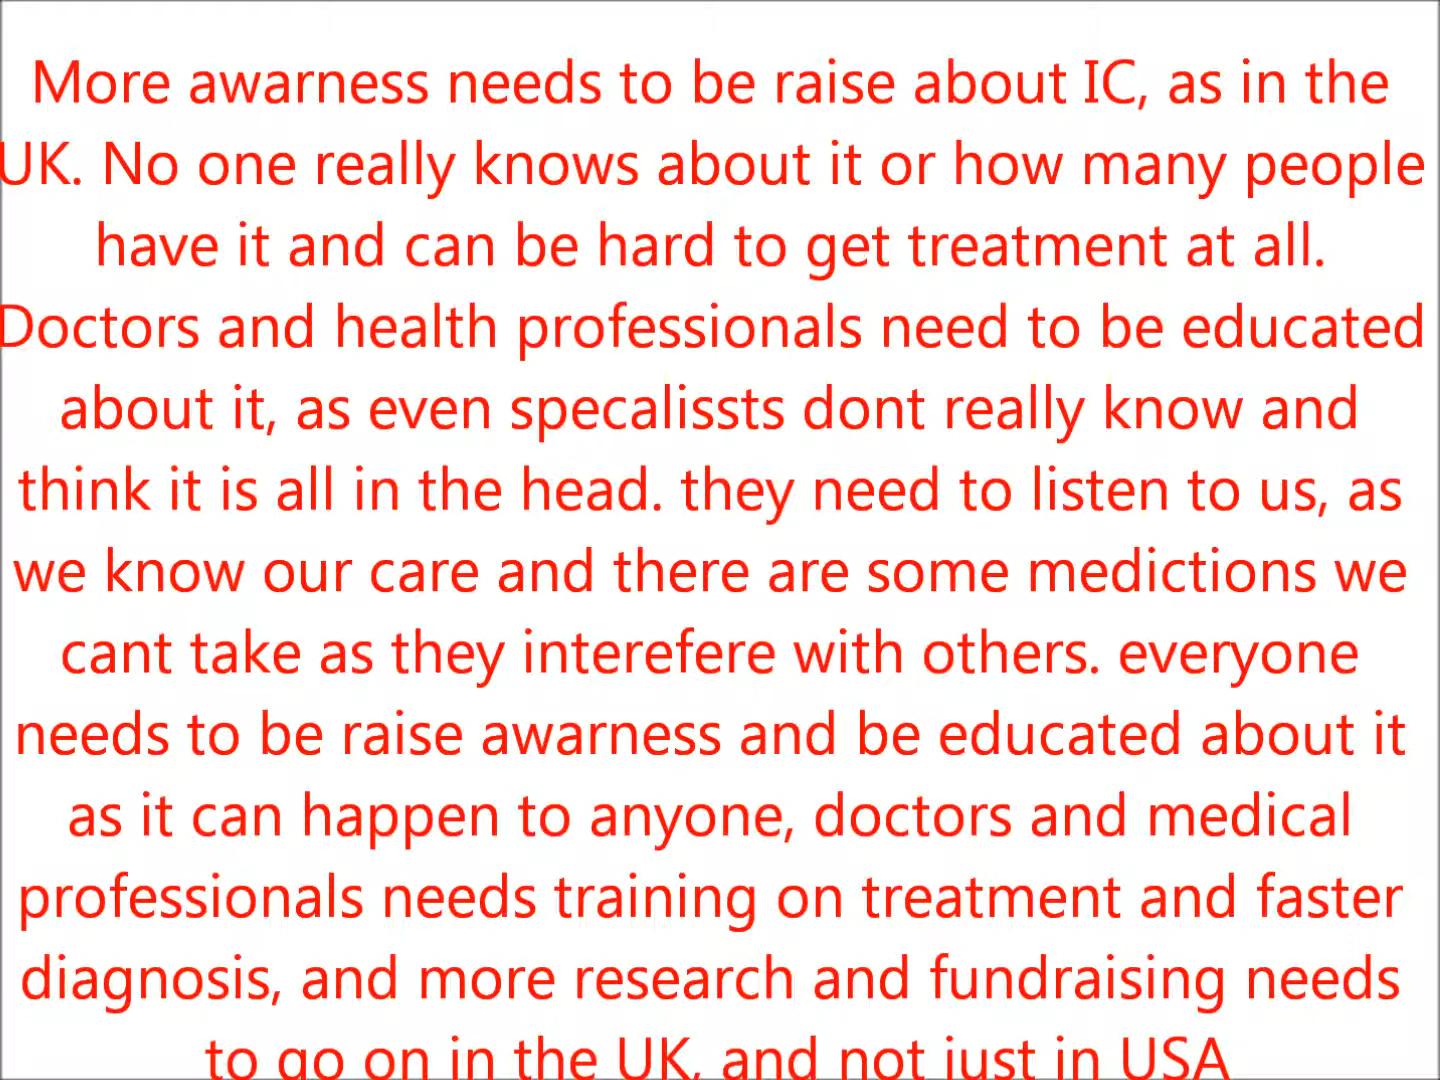 More awarness needs to be raise about IC, as in the
UK. No one really knows about it or how many people
have it and can be hard to get treatment at all.
Doctors and health professionals need to be educated
about it, as even specalissts dont really know and
think it is all in the head. they need to listen to us, as
we know our care and there are some medictions we
cant take as they interefere with others. everyone
needs to be raise awarness and be educated about it
as it can happen to anyone, doctors and medical
professionals needs training on treatment and faster
diagnosis, and more research and fundraising needs
to go on in the UK, and not just in USA